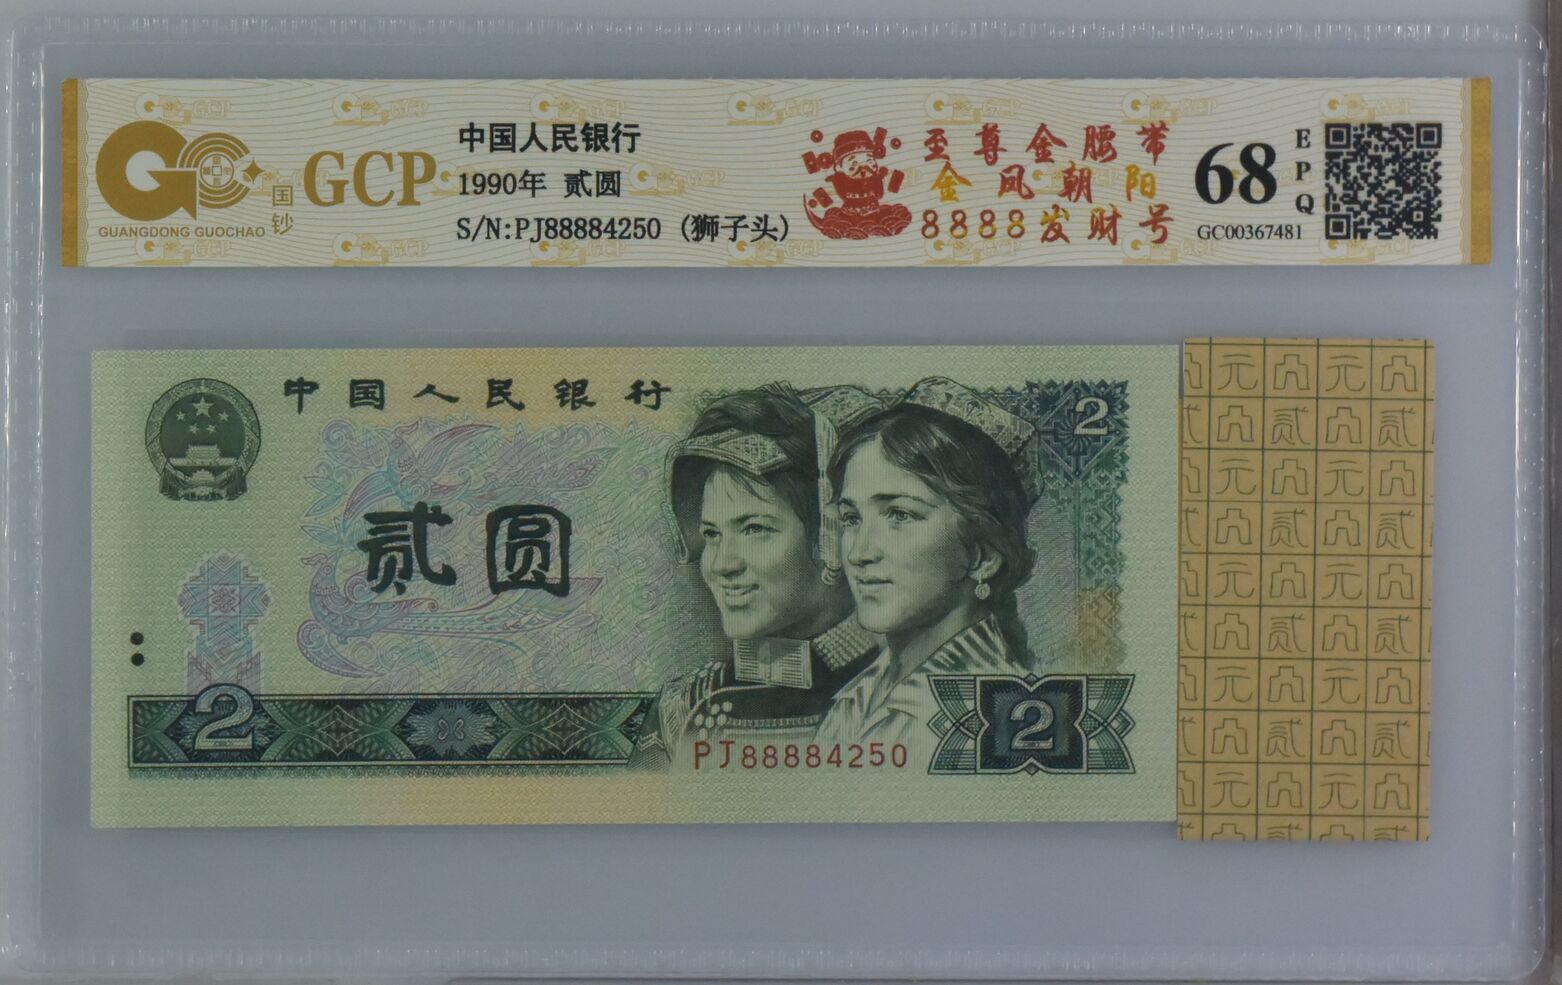 GCP
国钞
GUANGDONG GUOCHAO
中国人民银行
1990年 贰圆
S/N:PJ88884250 (狮子头)
至尊金腰带
金凤朝阳
8888发财号
68
EPQ
GC00367481
中国人民银行
2
贰圆
2
PJ88884250
2